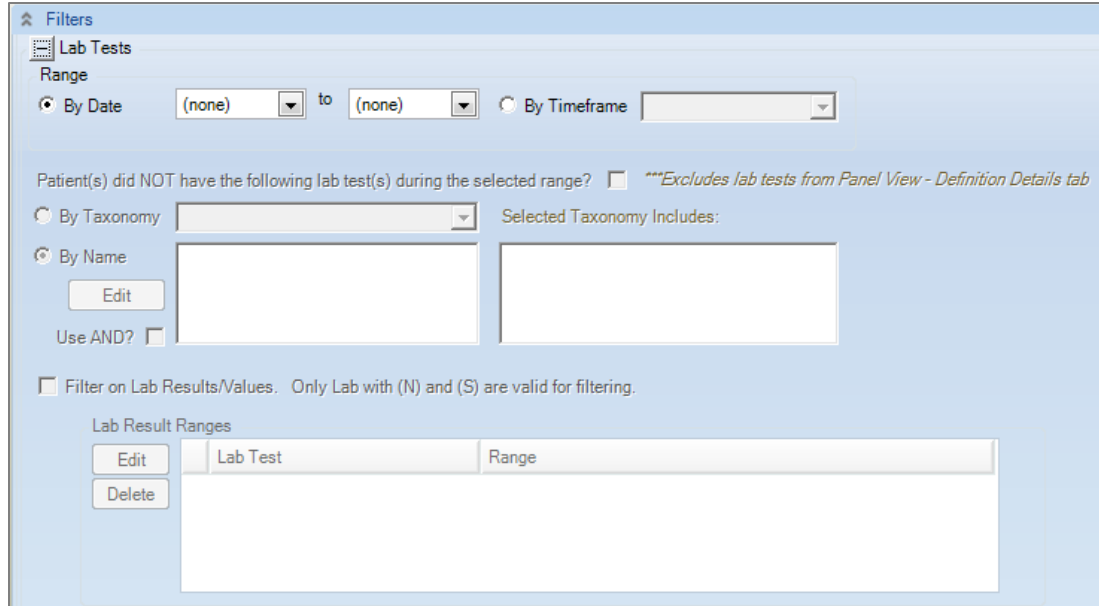 Filters
Lab Tests
Range
By Date (none) to (none) By Timeframe
Patient(s) did NOT have the following lab test(s) during the selected range? ***Excludes lab tests from Panel View - Definition Details tab
By Taxonomy Selected Taxonomy Includes:
By Name
Edit
Use AND?
Filter on Lab Results/Values. Only Lab with (N) and (S) are valid for filtering.
Lab Result Ranges
Edit Lab Test Range
Delete